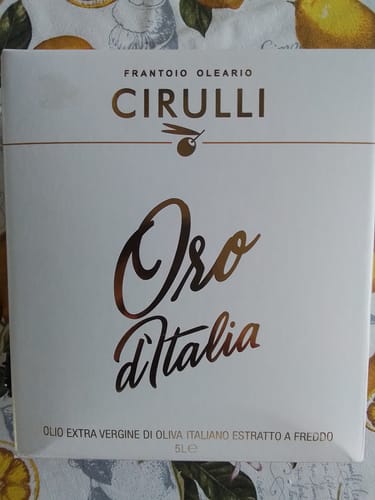 FRANTOIO OLEARIO
CIRULLI
Oro
d'Italia
OLIO EXTRA VERGINE DI OLIVA ITALIANO ESTRATTO A FREDDO
5L℮